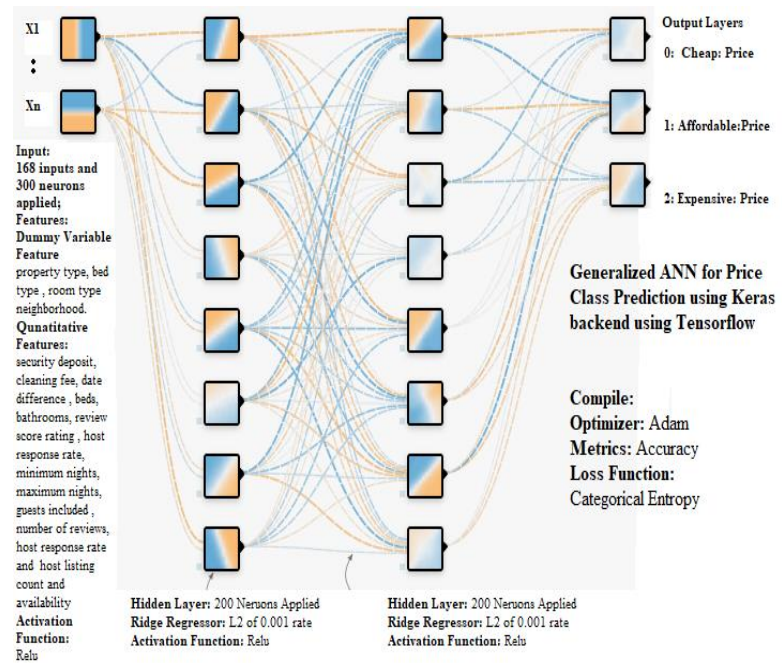 X1
:
Xn
Input:
168 inputs and
300 neurons
applied;
Features:
Dummy Variable
Feature
property type, bed
type , room type
neighborhood.
Qunatitative
Features:
security deposit,
cleaning fee, date
difference , beds,
bathrooms, review
score rating , host
response rate,
minimum nights,
maximum nights,
guests included ,
number of reviews,
host response rate
and host listing
count and
availability
Activation
Function:
Relu
Hidden Layer: 200 Neruons Applied
Ridge Regressor: L2 of 0.001 rate
Activation Function: Relu
Hidden Layer: 200 Neruons Applied
Ridge Regressor: L2 of 0.001 rate
Activation Function: Relu
Output Layers
0: Cheap: Price
1: Affordable:Price
2: Expensive: Price
Generalized ANN for Price
Class Prediction using Keras
backend using Tensorflow
Compile:
Optimizer: Adam
Metrics: Accuracy
Loss Function:
Categorical Entropy